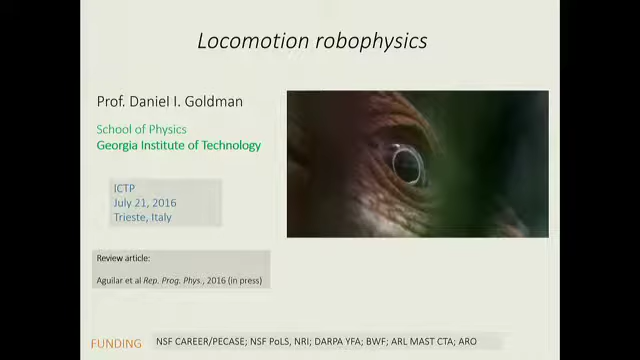 Locomotion robophysics
Prof. Daniel I. Goldman
School of Physics
Georgia Institute of Technology
ICTP
July 21, 2016
Trieste, Italy
Review article:
Aguilar et al Rep. Prog. Phys., 2016 (in press)
FUNDING
NSF CAREER/PECASE; NSF PoLS, NRI; DARPA YFA; BWF; ARL MAST CTA; ARO